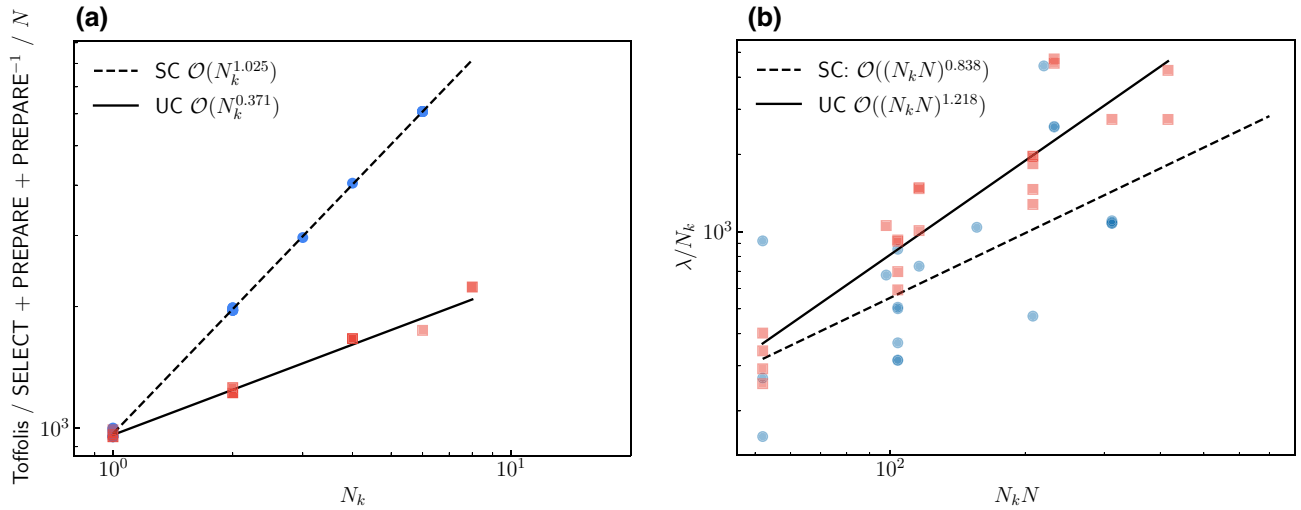 (a)
Toffolis / SELECT + PREPARE + PREPARE⁻¹ / N
SC O(N_k^{1.025})
UC O(N_k^{0.371})
10³
10⁰
10¹
N_k
(b)
λ/N_k
SC: O((N_kN)^{0.838})
UC O((N_kN)^{1.218})
10³
10²
N_kN